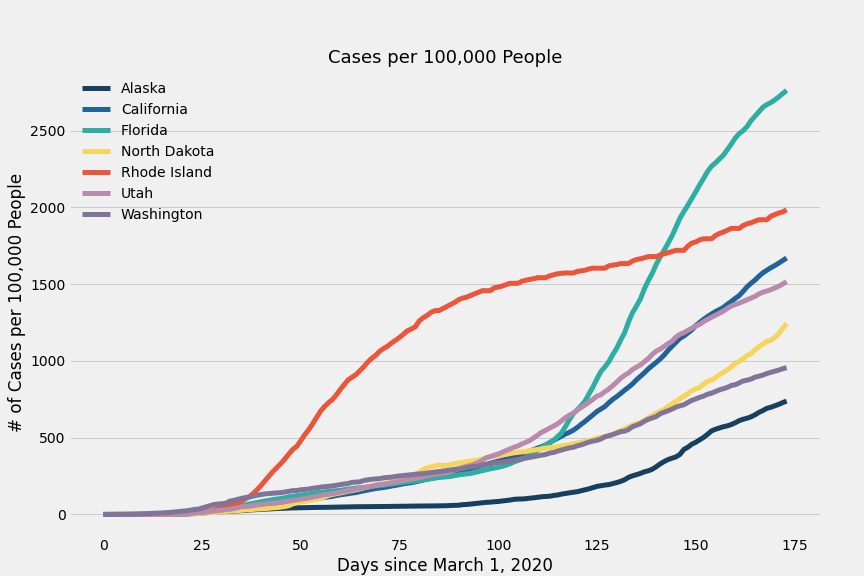 Cases per 100,000 People
Alaska
California
Florida
North Dakota
Rhode Island
Utah
Washington
# of Cases per 100,000 People
2500
2000
1500
1000
500
0
0 25 50 75 100 125 150 175
Days since March 1, 2020